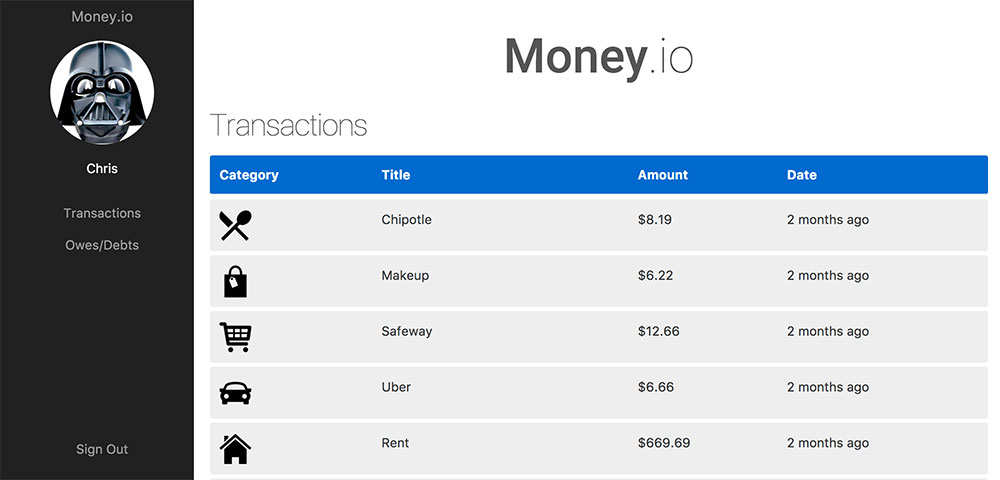 Money.io
Chris
Transactions
Owes/Debts
Sign Out
Money.io
Transactions
Category Title Amount Date
Chipotle $8.19 2 months ago
Makeup $6.22 2 months ago
Safeway $12.66 2 months ago
Uber $6.66 2 months ago
Rent $669.69 2 months ago